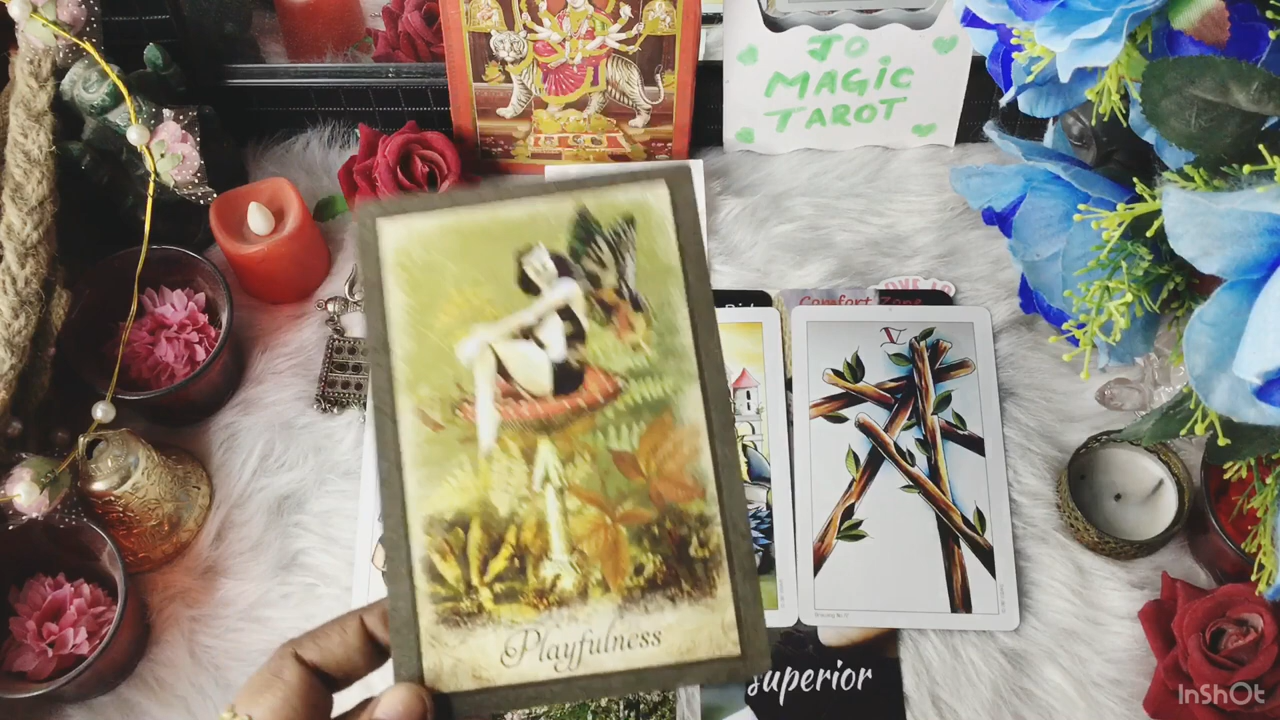 JO
MAGIC
TAROT
Comfort Zone
V
Playfulness
superior
InShOt